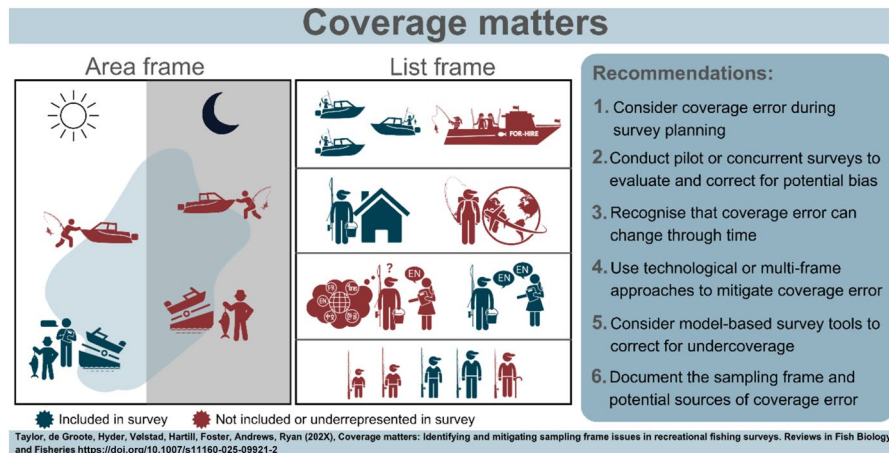 Coverage matters
Area frame
List frame
FOR-HIRE
?
EN
EN
EN
EN
Included in survey
Not included or underrepresented in survey
Recommendations:
1. Consider coverage error during
survey planning
2. Conduct pilot or concurrent surveys to
evaluate and correct for potential bias
3. Recognise that coverage error can
change through time
4. Use technological or multi-frame
approaches to mitigate coverage error
5. Consider model-based survey tools to
correct for undercoverage
6. Document the sampling frame and
potential sources of coverage error
Taylor, de Groote, Hyder, Vølstad, Hartill, Foster, Andrews, Ryan (202X), Coverage matters: Identifying and mitigating sampling frame issues in recreational fishing surveys. Reviews in Fish Biology
and Fisheries https://doi.org/10.1007/s11160-025-09921-2